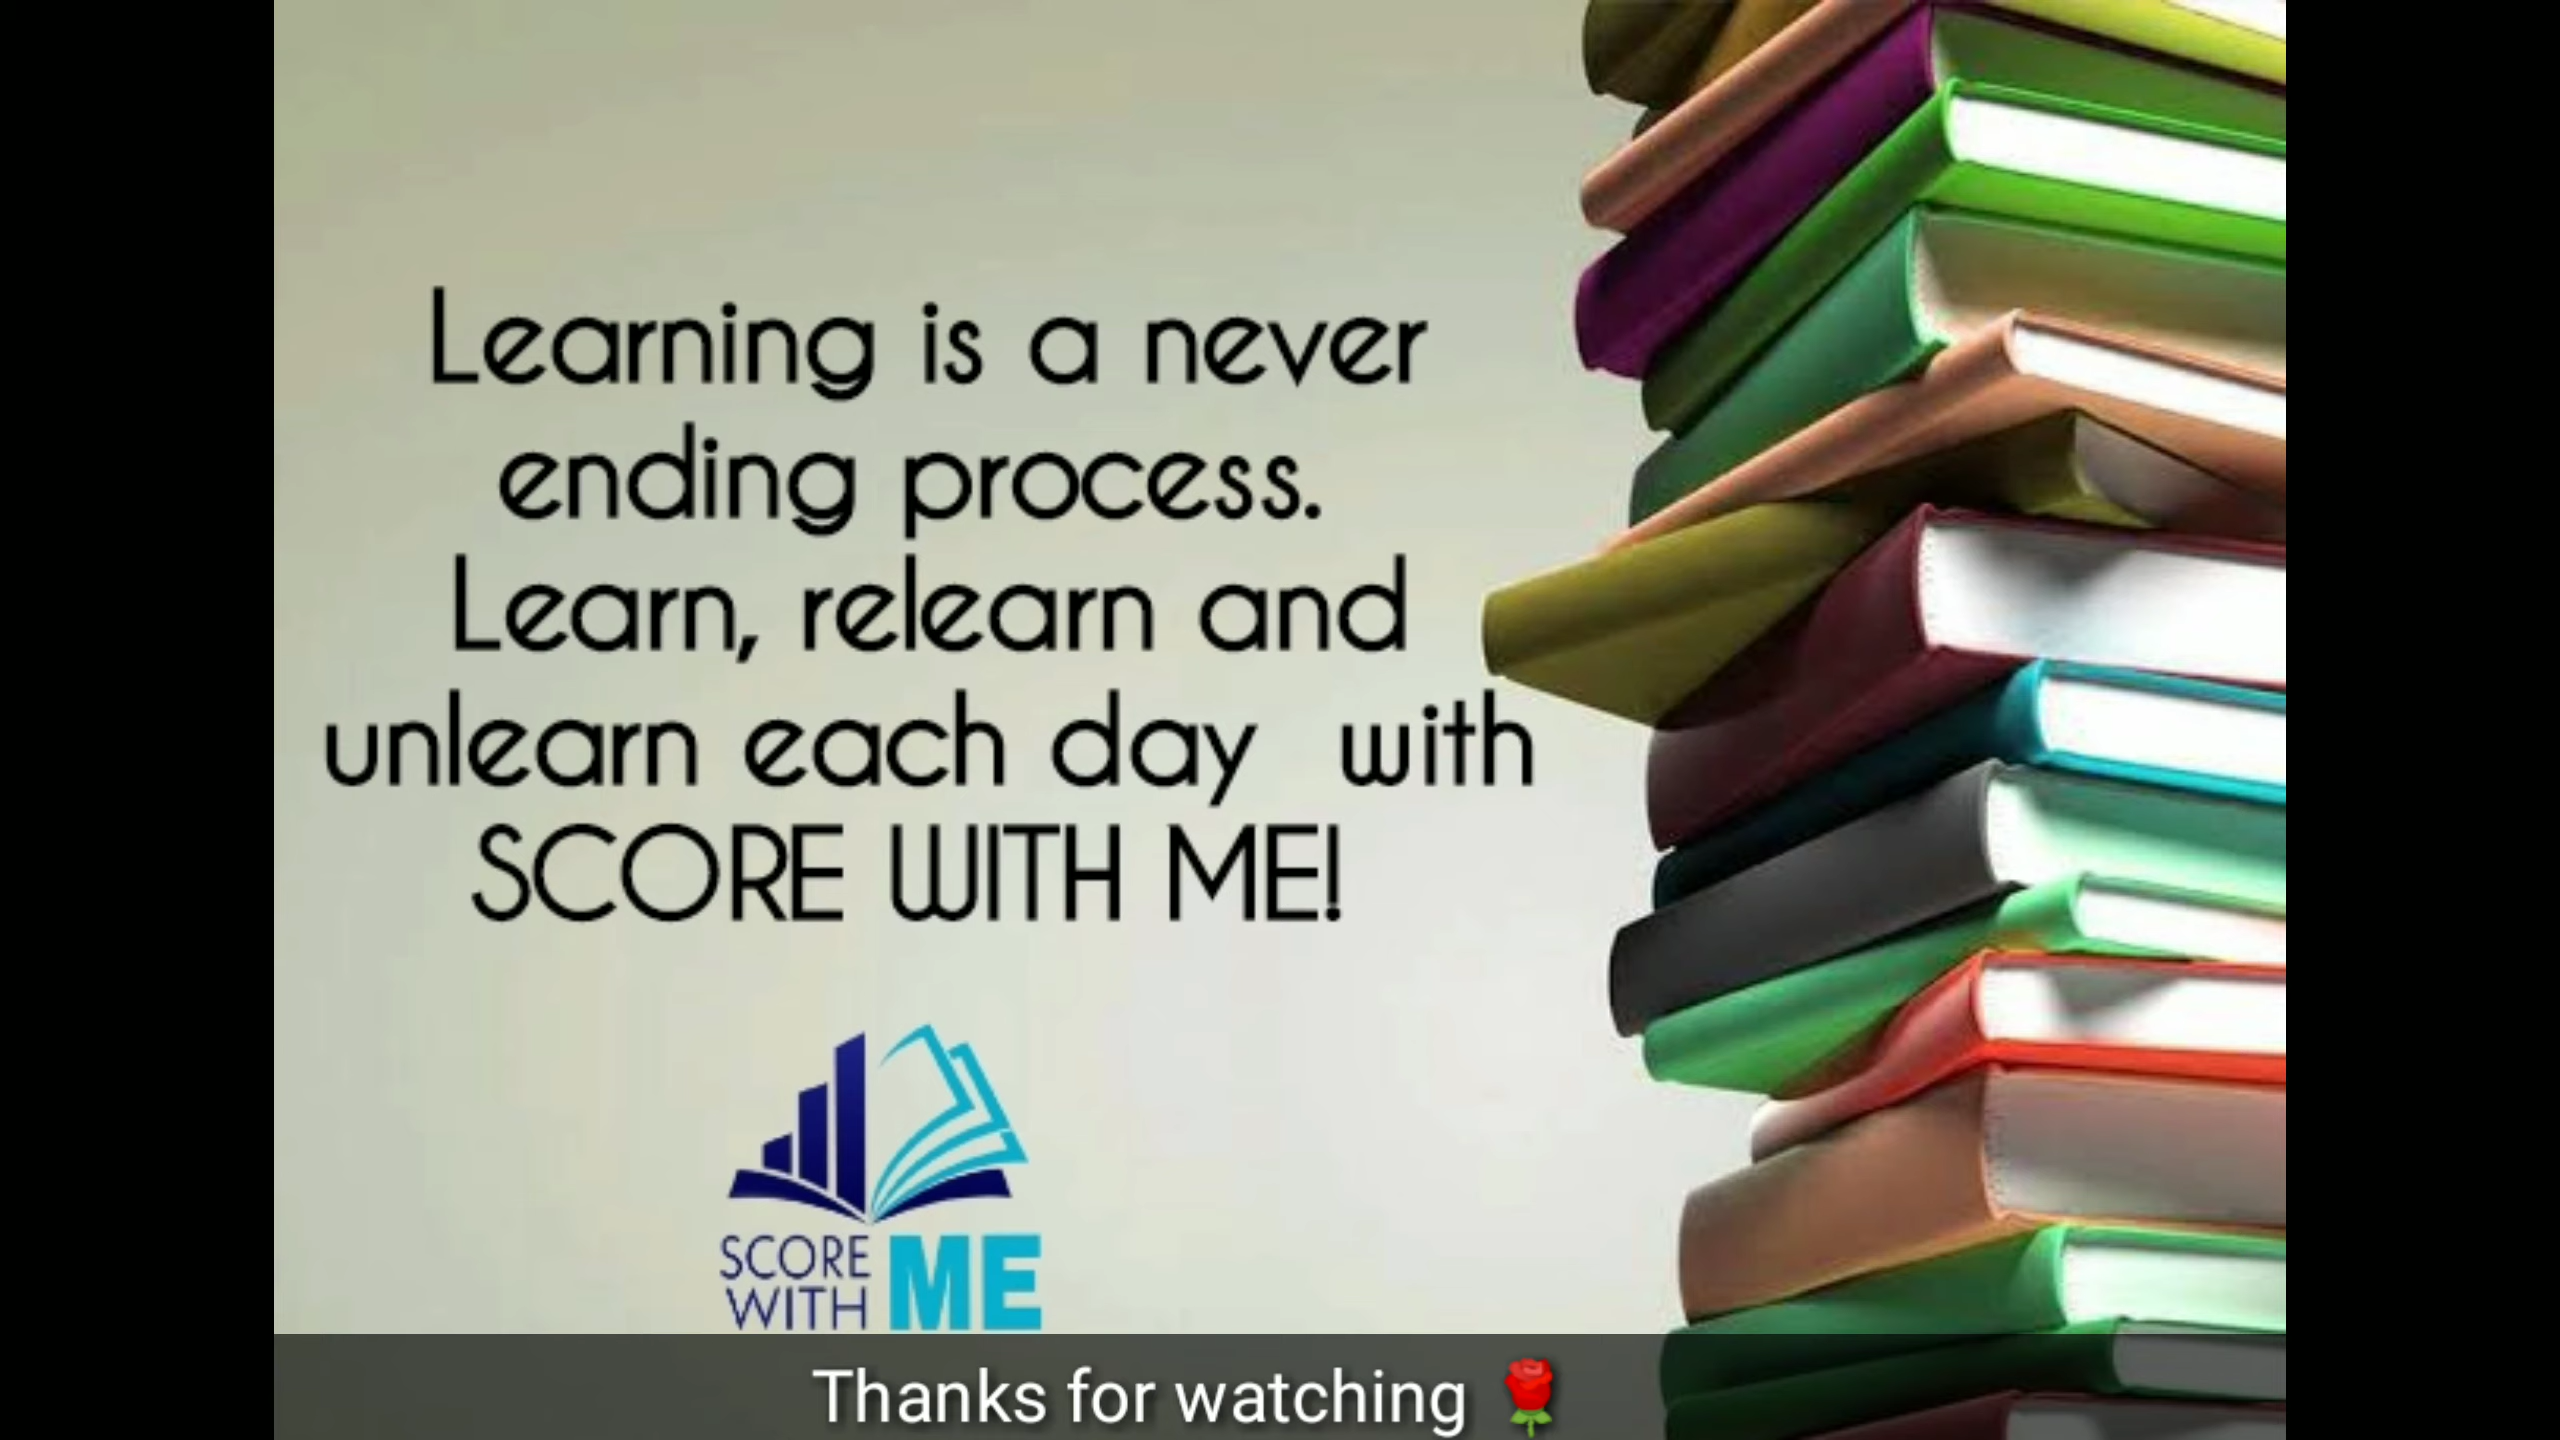 Learning is a never
ending process.
Learn, relearn and
unlearn each day  with
SCORE WITH ME!
SCORE
WITH ME
Thanks for watching 🌹